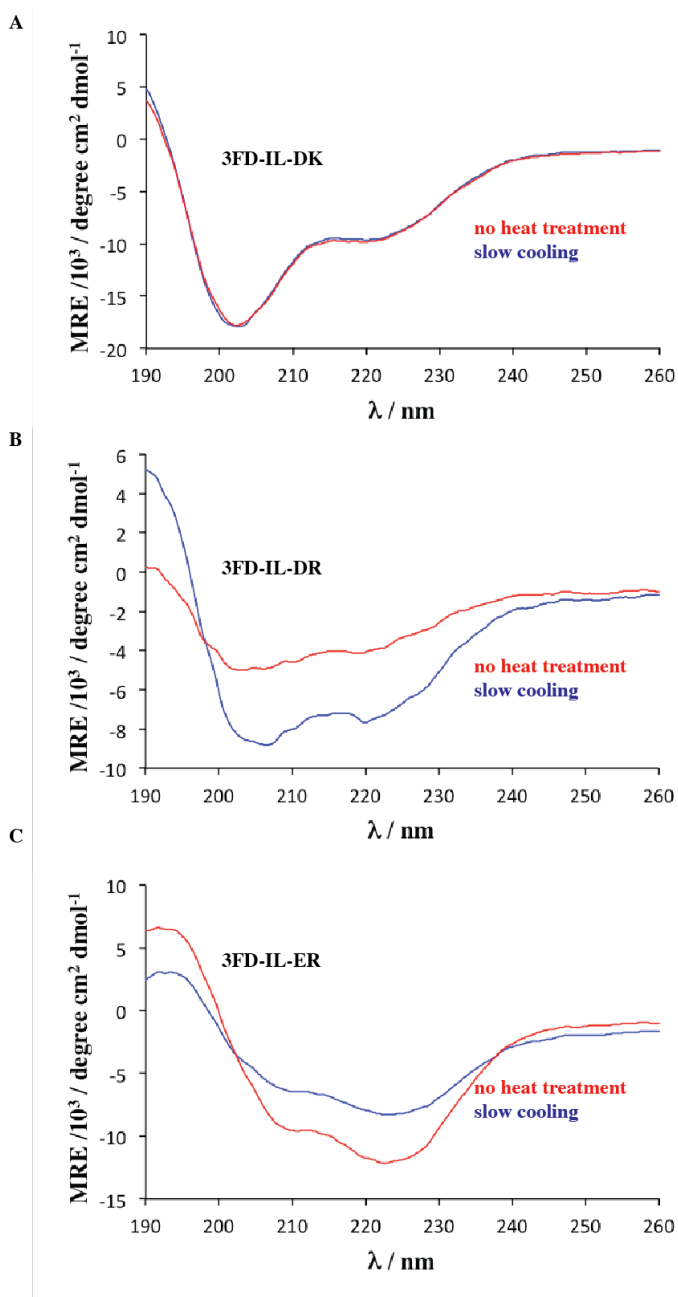 A
10
5
0
-5
-10
-15
-20
MRE /10³ / degree cm² dmol⁻¹
3FD-IL-DK
no heat treatment
slow cooling
190 200 210 220 230 240 250 260
λ / nm
B
6
4
2
0
-2
-4
-6
-8
-10
MRE /10³ / degree cm² dmol⁻¹
3FD-IL-DR
no heat treatment
slow cooling
190 200 210 220 230 240 250 260
λ / nm
C
10
5
0
-5
-10
-15
MRE /10³ / degree cm² dmol⁻¹
3FD-IL-ER
no heat treatment
slow cooling
190 200 210 220 230 240 250 260
λ / nm